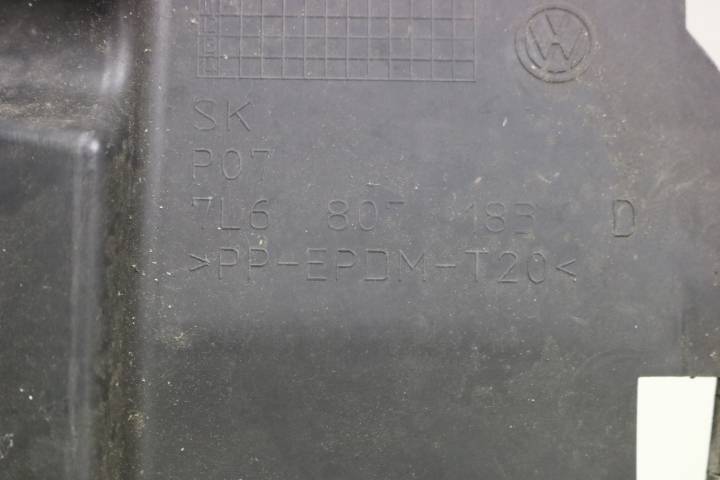 SK
P07
7L6 807 183 D
>PP-EPDM-T20<